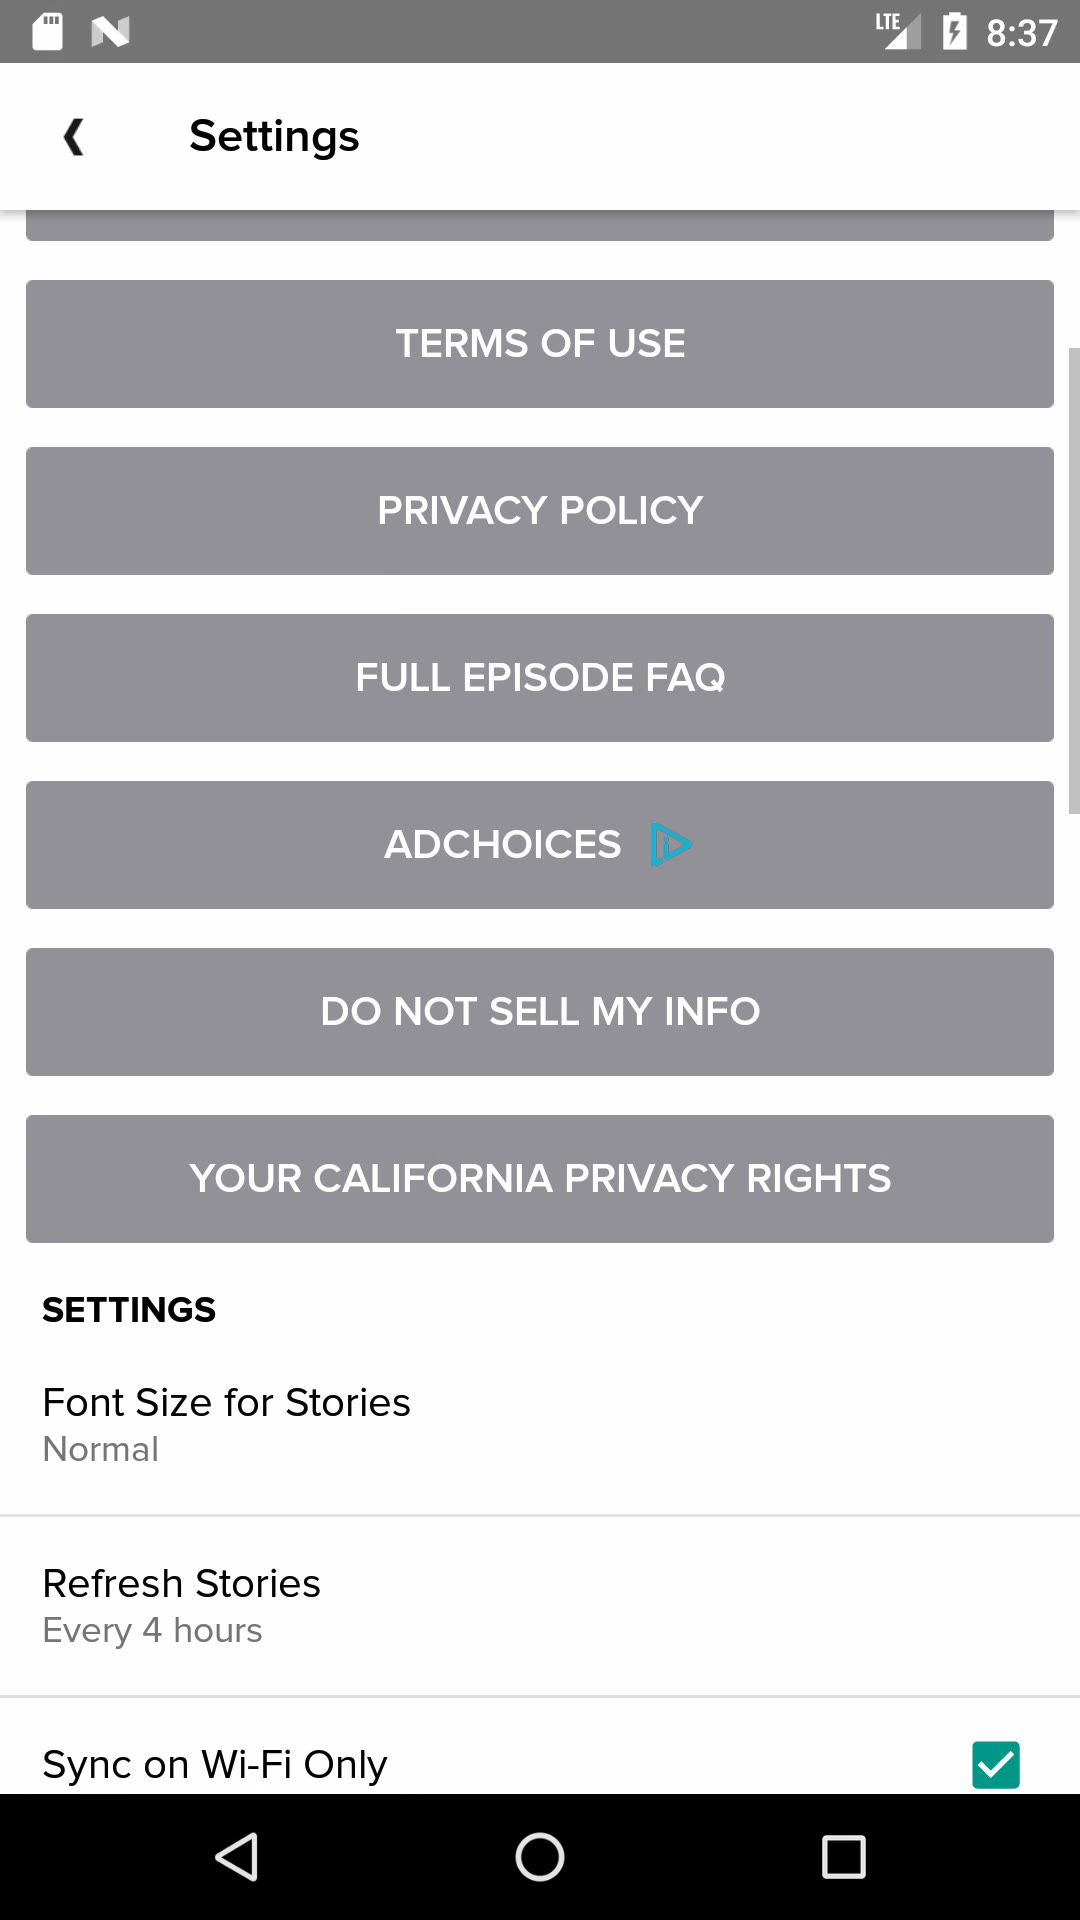 LTE 8:37
Settings
TERMS OF USE
PRIVACY POLICY
FULL EPISODE FAQ
ADCHOICES
DO NOT SELL MY INFO
YOUR CALIFORNIA PRIVACY RIGHTS
SETTINGS
Font Size for Stories
Normal
Refresh Stories
Every 4 hours
Sync on Wi-Fi Only